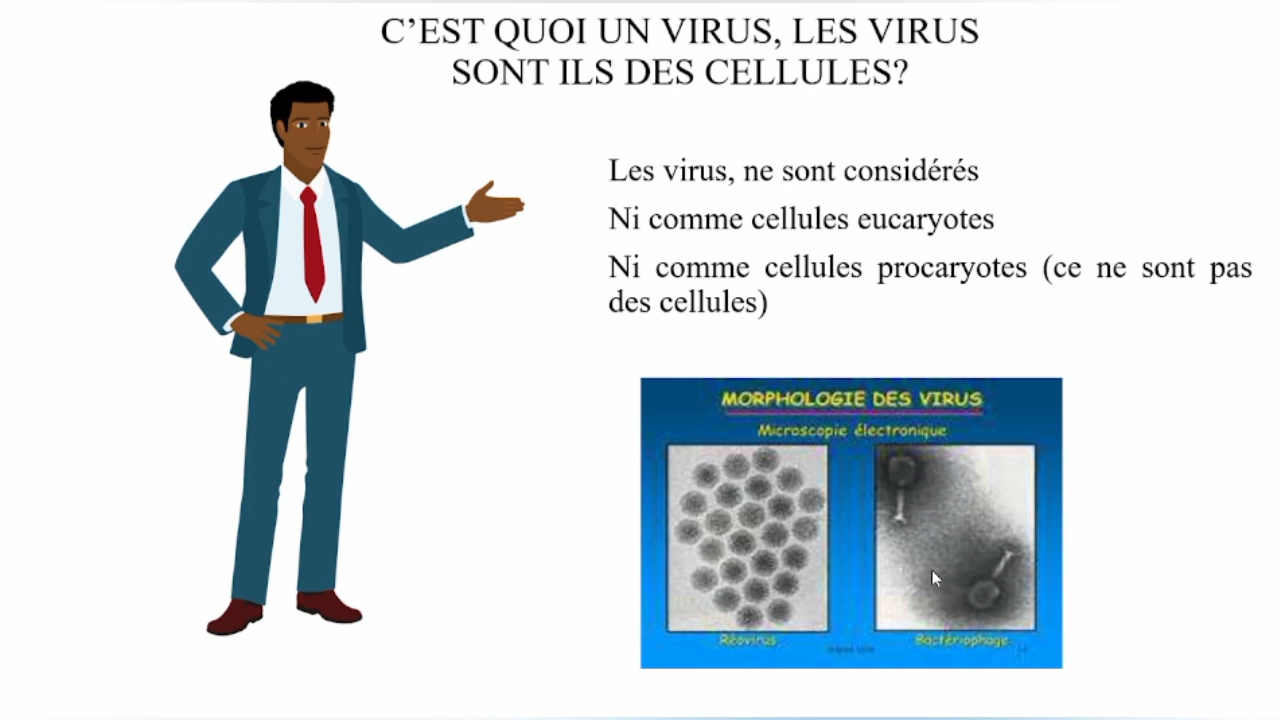 C’EST QUOI UN VIRUS, LES VIRUS
SONT ILS DES CELLULES?
Les virus, ne sont considérés
Ni comme cellules eucaryotes
Ni comme cellules procaryotes (ce ne sont pas
des cellules)
MORPHOLOGIE DES VIRUS
Microscopie électronique
Réovirus
Bactériophage